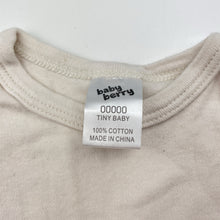 baby
berry
00000
TINY BABY
100% COTTON
MADE IN CHINA